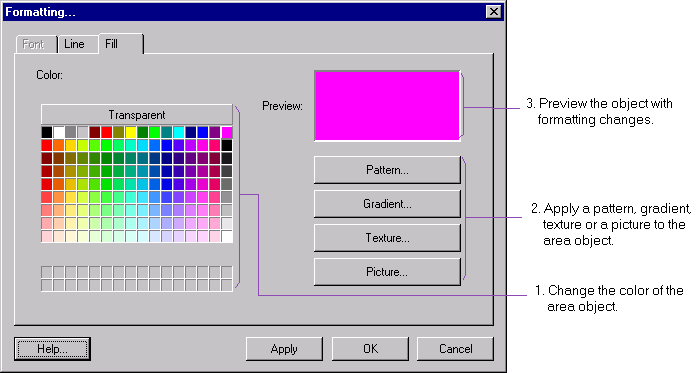 Formatting...
Font Line Fill
Color:
Transparent
Preview:
3. Preview the object with
formatting changes.
Pattern...
Gradient...
Texture...
Picture...
2. Apply a pattern, gradient,
texture or a picture to the
area object.
1. Change the color of the
area object.
Help... Apply OK Cancel